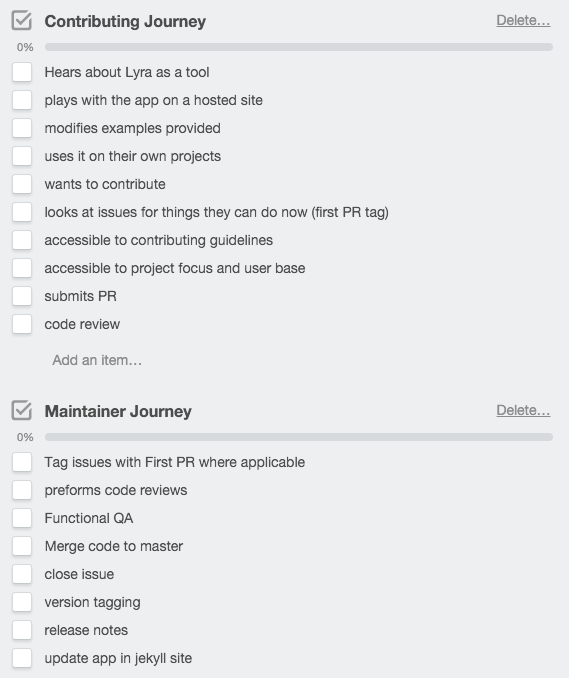 Contributing Journey Delete...
0%
Hears about Lyra as a tool
plays with the app on a hosted site
modifies examples provided
uses it on their own projects
wants to contribute
looks at issues for things they can do now (first PR tag)
accessible to contributing guidelines
accessible to project focus and user base
submits PR
code review
Add an item...
Maintainer Journey Delete...
0%
Tag issues with First PR where applicable
preforms code reviews
Functional QA
Merge code to master
close issue
version tagging
release notes
update app in jekyll site